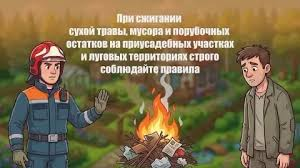 При сжигании
сухой травы, мусора и порубочных
остатков на приусадебных участках
и луговых территориях строго
соблюдайте правила